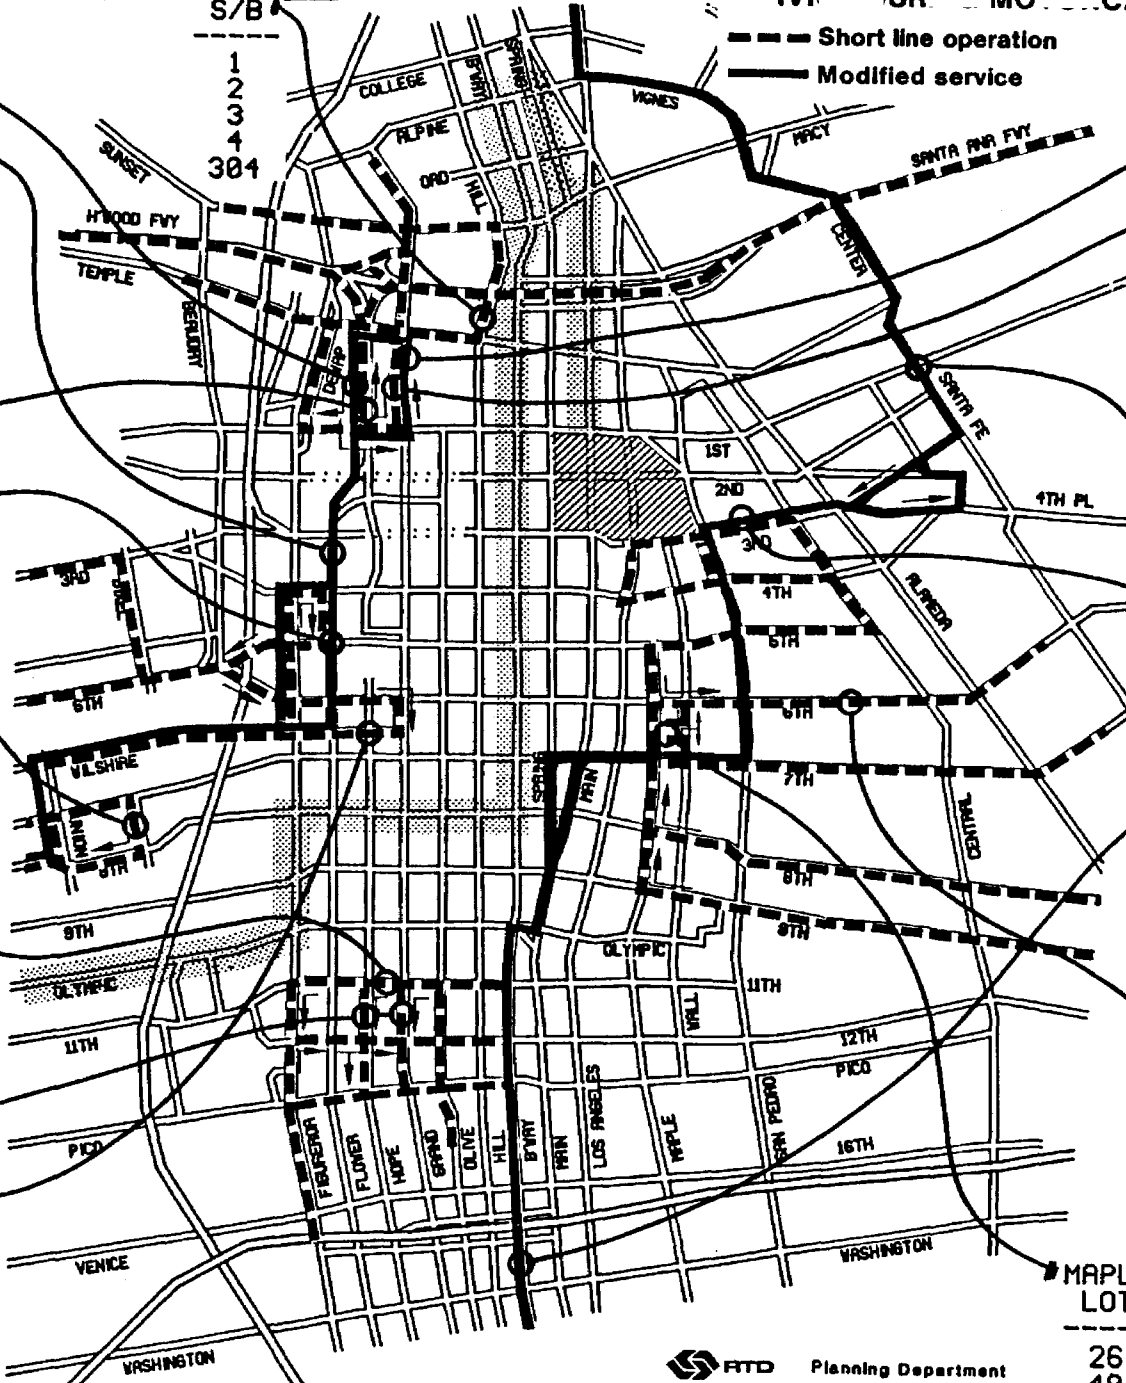 S/B
1
2
3
4
304
Short line operation
Modified service
COLLEGE
B'WAY
SPRING
VIGNES
ALPINE
MACY
SANTA ANA FWY
SUNSET
ORD
HILL
H'WOOD FWY
CENTER
TEMPLE
BEAUDRY
SANTA FE
1ST
2ND
4TH PL
3RD
3RD
4TH
ALAMEDA
5TH
6TH
6TH
WILSHIRE
SPRING
MAIN
7TH
UNION
8TH
CENTRAL
8TH
9TH
9TH
OLYMPIC
OLYMPIC
11TH
WALL
11TH
12TH
PICO
PICO
FIGUEROA
FLOWER
HOPE
GRAND
OLIVE
HILL
B'WAY
MAIN
LOS ANGELES
MAPLE
SAN PEDRO
16TH
VENICE
WASHINGTON
WASHINGTON
MAPL
LOT
26
RTD Planning Department